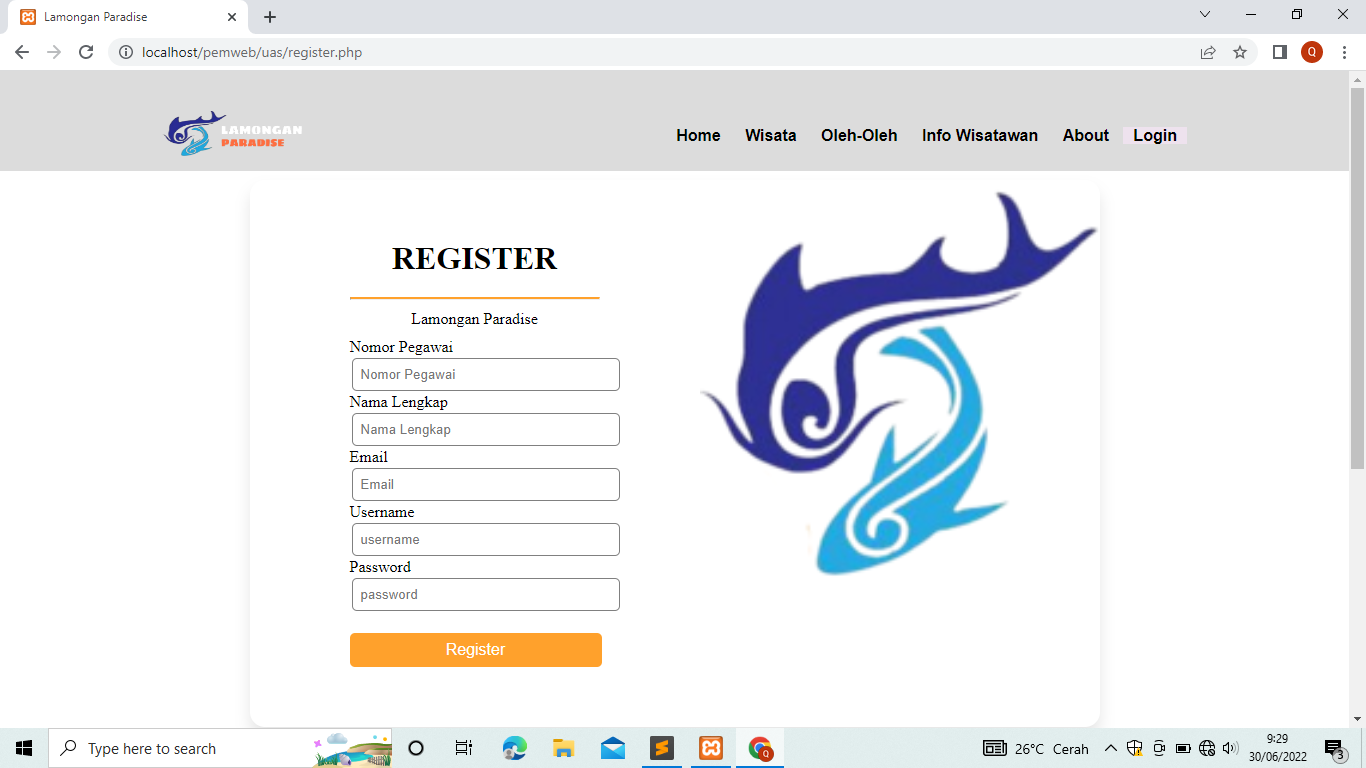 Lamongan Paradise
localhost/pemweb/uas/register.php
Q
LAMONGAN
PARADISE
Home Wisata Oleh-Oleh Info Wisatawan About Login
REGISTER
Lamongan Paradise
Nomor Pegawai
Nomor Pegawai
Nama Lengkap
Nama Lengkap
Email
Email
Username
username
Password
password
Register
Type here to search
Q
26°C Cerah
9:29
30/06/2022
3